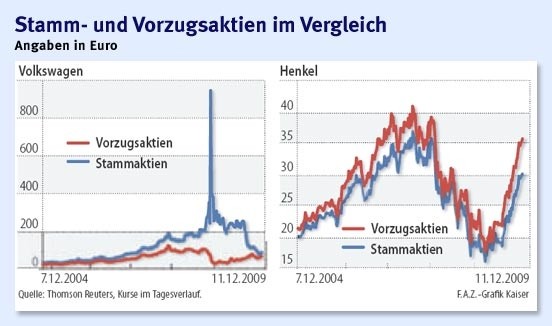 Stamm- und Vorzugsaktien im Vergleich
Angaben in Euro
Volkswagen
800
600
400
200
0
Vorzugsaktien
Stammaktien
7.12.2004
11.12.2009
Henkel
40
35
30
25
20
15
Vorzugsaktien
Stammaktien
7.12.2004
11.12.2009
Quelle: Thomson Reuters, Kurse im Tagesverlauf.
F.A.Z.-Grafik Kaiser